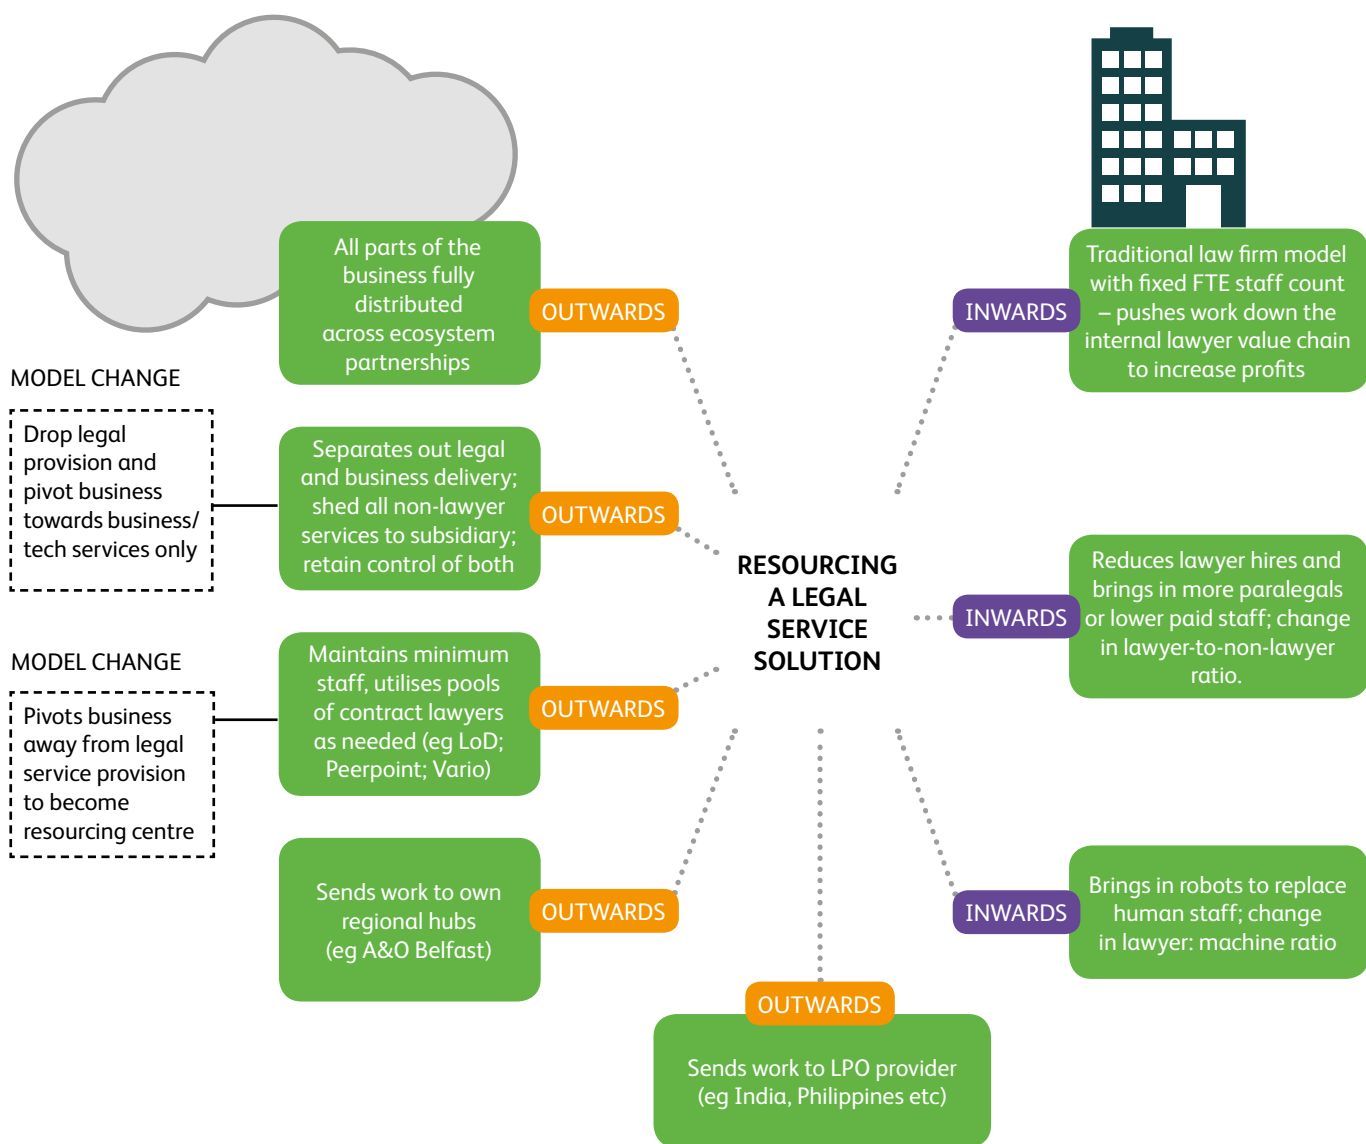 All parts of the
business fully
distributed
across ecosystem
partnerships
OUTWARDS
INWARDS
Traditional law firm model
with fixed FTE staff count
– pushes work down the
internal lawyer value chain
to increase profits
MODEL CHANGE
Drop legal
provision and
pivot business
towards business/
tech services only
Separates out legal
and business delivery;
shed all non-lawyer
services to subsidiary;
retain control of both
OUTWARDS
RESOURCING
A LEGAL
SERVICE
SOLUTION
INWARDS
Reduces lawyer hires and
brings in more paralegals
or lower paid staff; change
in lawyer-to-non-lawyer
ratio.
MODEL CHANGE
Pivots business
away from legal
service provision
to become
resourcing centre
Maintains minimum
staff, utilises pools
of contract lawyers
as needed (eg LoD;
Peerpoint; Vario)
OUTWARDS
Sends work to own
regional hubs
(eg A&O Belfast)
OUTWARDS
INWARDS
Brings in robots to replace
human staff; change
in lawyer: machine ratio
OUTWARDS
Sends work to LPO provider
(eg India, Philippines etc)